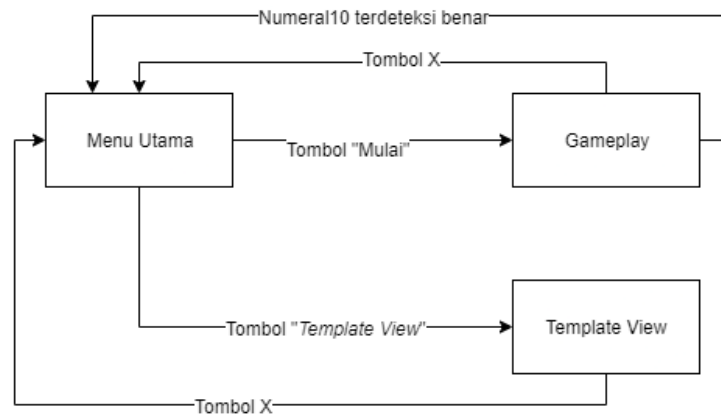 Numeral10 terdeteksi benar
Tombol X
Menu Utama
Tombol "Mulai"
Gameplay
Tombol "Template View"
Template View
Tombol X